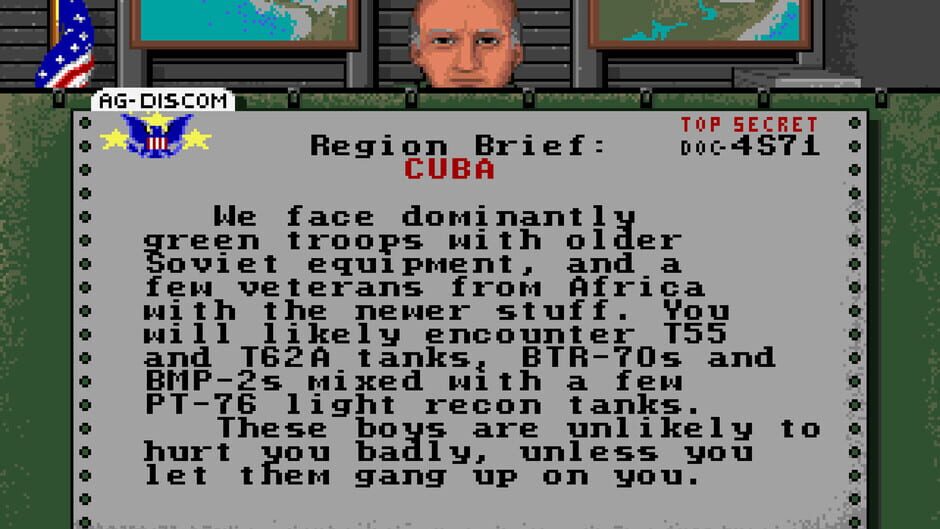 AG-DISCOM
TOP SECRET
Region Brief:
DOC-4S71
CUBA
We face dominantly
green troops with older
Soviet equipment, and a
few veterans from Africa
with the newer stuff. You
will likely encounter T55
and T62A tanks, BTR-70s and
BMP-2s mixed with a few
PT-76 light recon tanks.
These boys are unlikely to
hurt you badly, unless you
let them gang up on you.